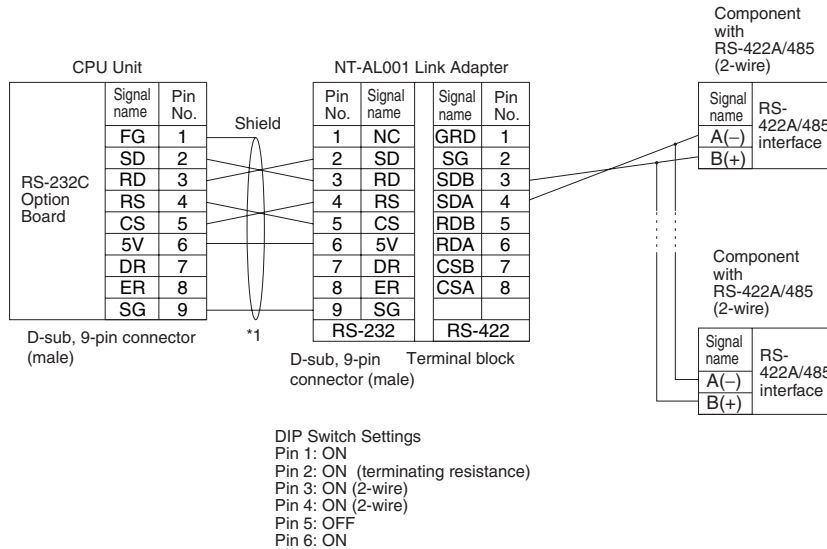 Component
with
RS-422A/485
(2-wire)
CPU Unit
NT-AL001 Link Adapter
RS-232C
Option
Board
Signal name Pin No.
FG 1
SD 2
RD 3
RS 4
CS 5
5V 6
DR 7
ER 8
SG 9
Shield
*1
D-sub, 9-pin connector
(male)
Pin No. Signal name Signal name Pin No.
1 NC GRD 1
2 SD SG 2
3 RD SDB 3
4 RS SDA 4
5 CS RDB 5
6 5V RDA 6
7 DR CSB 7
8 ER CSA 8
9 SG
RS-232 RS-422
D-sub, 9-pin
connector (male)
Terminal block
Signal name
A(−)
B(+)
RS-
422A/485
interface
Component
with
RS-422A/485
(2-wire)
Signal name
A(−)
B(+)
RS-
422A/485
interface
DIP Switch Settings
Pin 1: ON
Pin 2: ON (terminating resistance)
Pin 3: ON (2-wire)
Pin 4: ON (2-wire)
Pin 5: OFF
Pin 6: ON